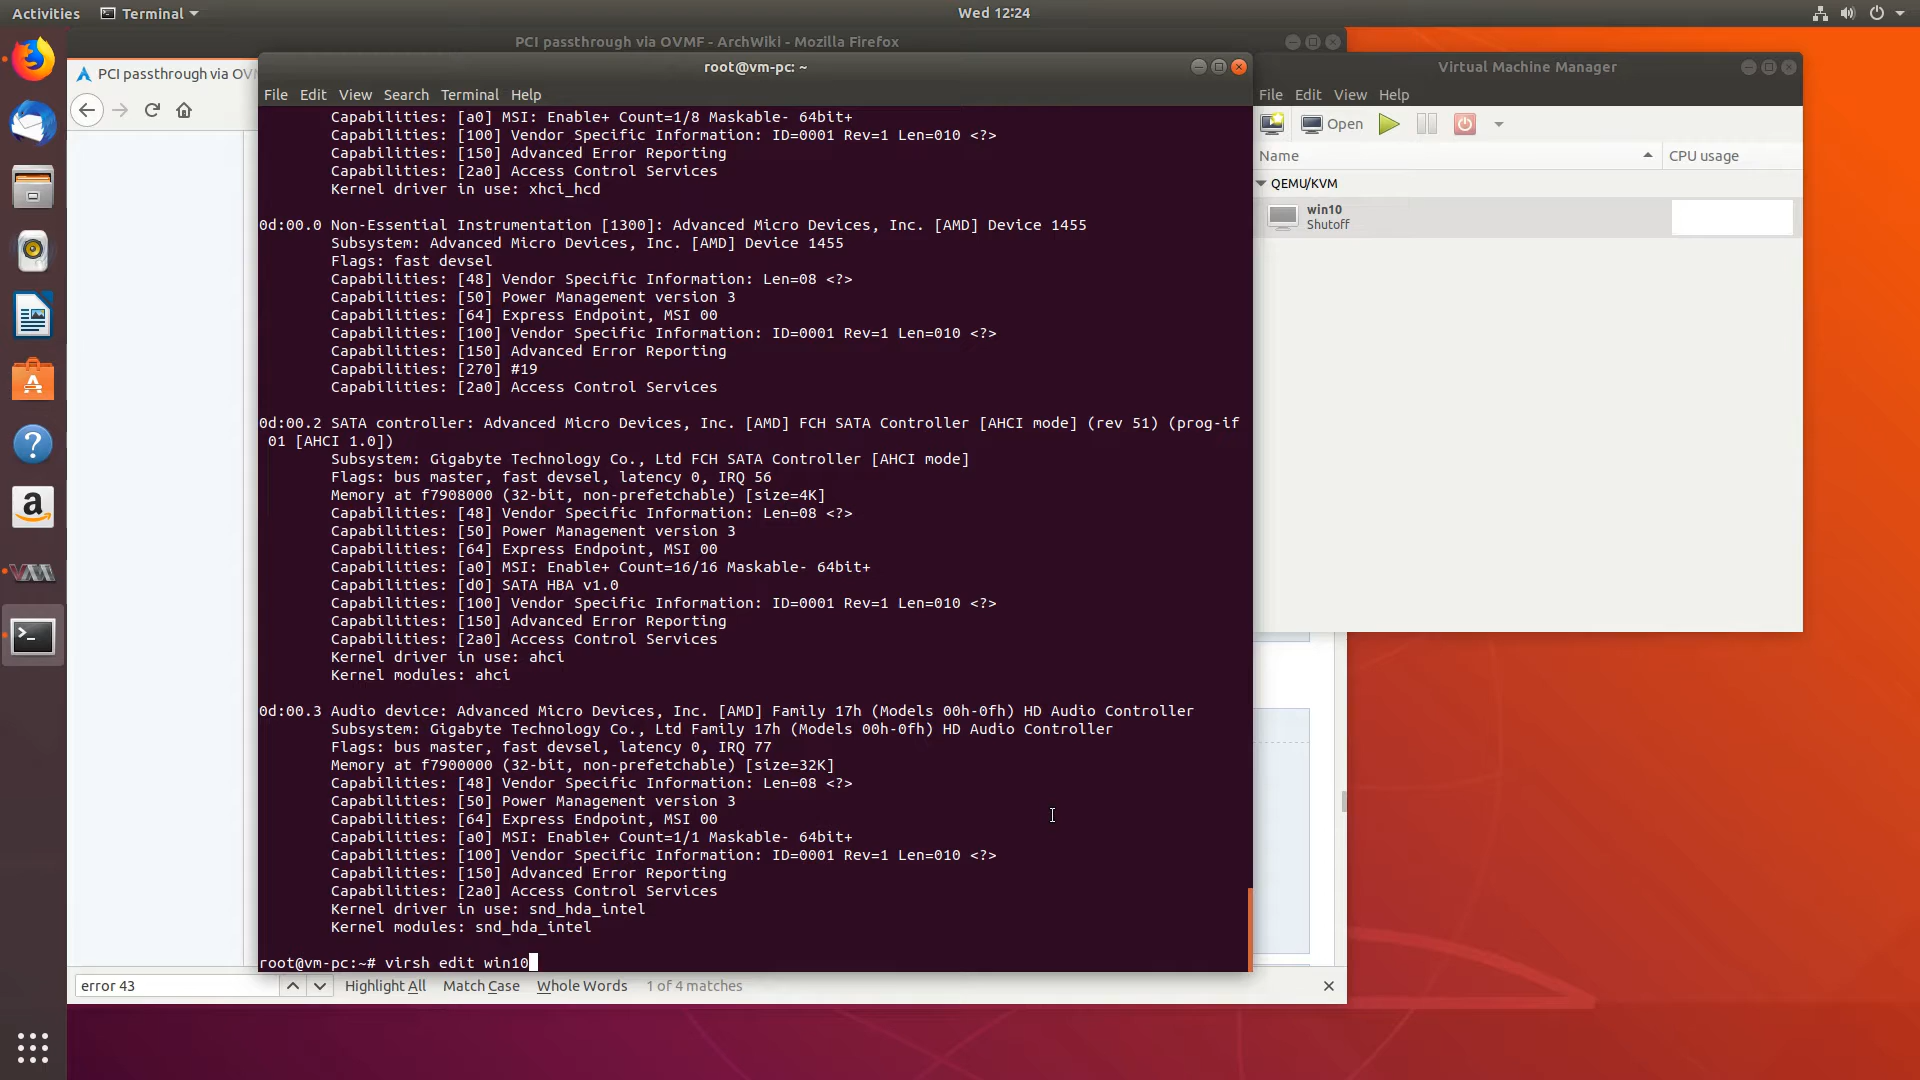 Activities
Terminal
Wed 12:24
PCI passthrough via OVMF - ArchWiki - Mozilla Firefox
PCI passthrough via OV
root@vm-pc: ~
File Edit View Search Terminal Help
Capabilities: [a0] MSI: Enable+ Count=1/8 Maskable- 64bit+
Capabilities: [100] Vendor Specific Information: ID=0001 Rev=1 Len=010 <?>
Capabilities: [150] Advanced Error Reporting
Capabilities: [2a0] Access Control Services
Kernel driver in use: xhci_hcd
0d:00.0 Non-Essential Instrumentation [1300]: Advanced Micro Devices, Inc. [AMD] Device 1455
Subsystem: Advanced Micro Devices, Inc. [AMD] Device 1455
Flags: fast devsel
Capabilities: [48] Vendor Specific Information: Len=08 <?>
Capabilities: [50] Power Management version 3
Capabilities: [64] Express Endpoint, MSI 00
Capabilities: [100] Vendor Specific Information: ID=0001 Rev=1 Len=010 <?>
Capabilities: [150] Advanced Error Reporting
Capabilities: [270] #19
Capabilities: [2a0] Access Control Services
0d:00.2 SATA controller: Advanced Micro Devices, Inc. [AMD] FCH SATA Controller [AHCI mode] (rev 51) (prog-if
01 [AHCI 1.0])
Subsystem: Gigabyte Technology Co., Ltd FCH SATA Controller [AHCI mode]
Flags: bus master, fast devsel, latency 0, IRQ 56
Memory at f7908000 (32-bit, non-prefetchable) [size=4K]
Capabilities: [48] Vendor Specific Information: Len=08 <?>
Capabilities: [50] Power Management version 3
Capabilities: [64] Express Endpoint, MSI 00
Capabilities: [a0] MSI: Enable+ Count=16/16 Maskable- 64bit+
Capabilities: [d0] SATA HBA v1.0
Capabilities: [100] Vendor Specific Information: ID=0001 Rev=1 Len=010 <?>
Capabilities: [150] Advanced Error Reporting
Capabilities: [2a0] Access Control Services
Kernel driver in use: ahci
Kernel modules: ahci
0d:00.3 Audio device: Advanced Micro Devices, Inc. [AMD] Family 17h (Models 00h-0fh) HD Audio Controller
Subsystem: Gigabyte Technology Co., Ltd Family 17h (Models 00h-0fh) HD Audio Controller
Flags: bus master, fast devsel, latency 0, IRQ 77
Memory at f7900000 (32-bit, non-prefetchable) [size=32K]
Capabilities: [48] Vendor Specific Information: Len=08 <?>
Capabilities: [50] Power Management version 3
Capabilities: [64] Express Endpoint, MSI 00
Capabilities: [a0] MSI: Enable+ Count=1/1 Maskable- 64bit+
Capabilities: [100] Vendor Specific Information: ID=0001 Rev=1 Len=010 <?>
Capabilities: [150] Advanced Error Reporting
Capabilities: [2a0] Access Control Services
Kernel driver in use: snd_hda_intel
Kernel modules: snd_hda_intel
root@vm-pc:~# virsh edit win10
error 43
Highlight All
Match Case
Whole Words
1 of 4 matches
Virtual Machine Manager
File Edit View Help
Open
Name
CPU usage
QEMU/KVM
win10
Shutoff